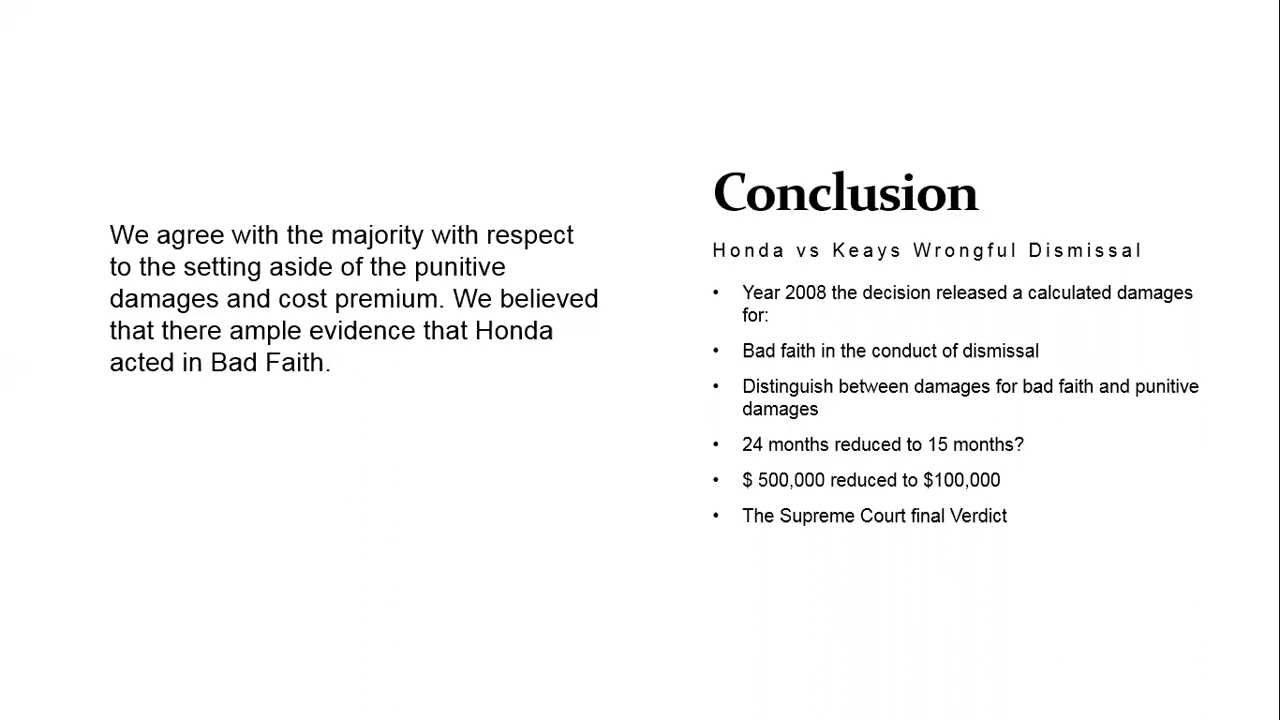 We agree with the majority with respect
to the setting aside of the punitive
damages and cost premium. We believed
that there ample evidence that Honda
acted in Bad Faith.
Conclusion
Honda vs Keays Wrongful Dismissal
• Year 2008 the decision released a calculated damages
for:
• Bad faith in the conduct of dismissal
• Distinguish between damages for bad faith and punitive
damages
• 24 months reduced to 15 months?
• $ 500,000 reduced to $100,000
• The Supreme Court final Verdict